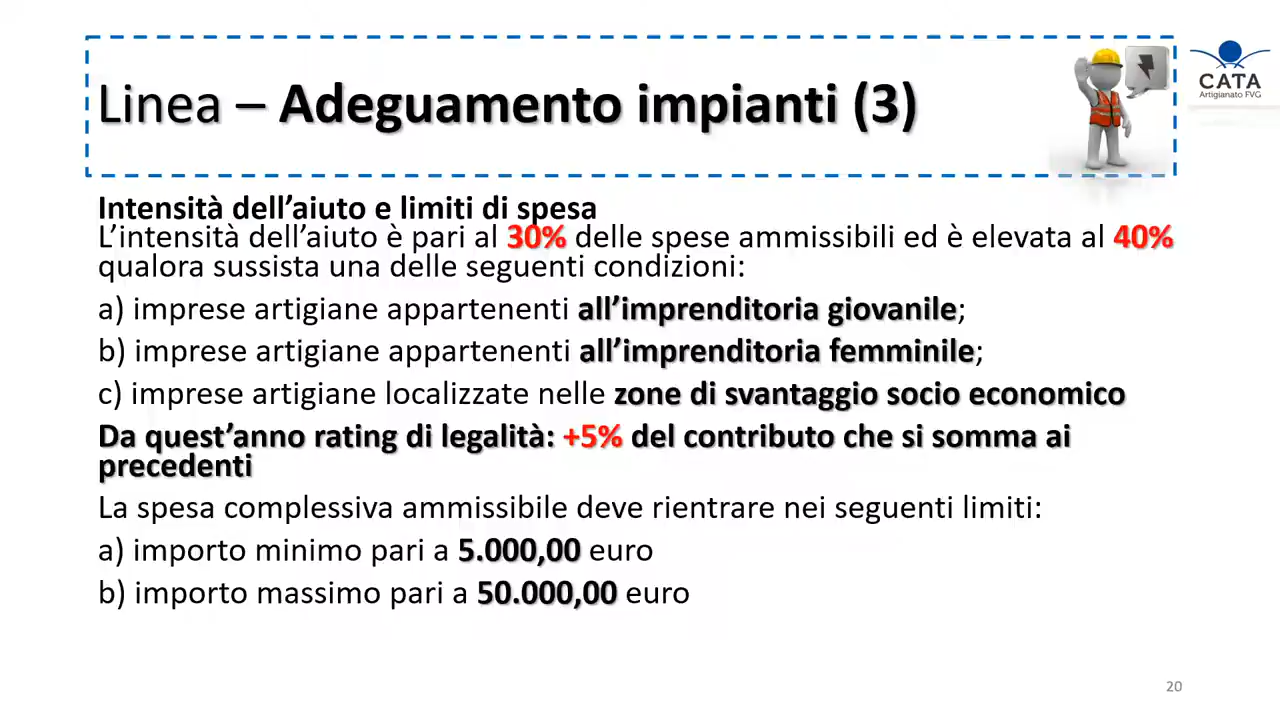 Linea – Adeguamento impianti (3)
CATA
Artigianato FVG
Intensità dell’aiuto e limiti di spesa
L’intensità dell’aiuto è pari al 30% delle spese ammissibili ed è elevata al 40%
qualora sussista una delle seguenti condizioni:
a) imprese artigiane appartenenti all’imprenditoria giovanile;
b) imprese artigiane appartenenti all’imprenditoria femminile;
c) imprese artigiane localizzate nelle zone di svantaggio socio economico
Da quest’anno rating di legalità: +5% del contributo che si somma ai
precedenti
La spesa complessiva ammissibile deve rientrare nei seguenti limiti:
a) importo minimo pari a 5.000,00 euro
b) importo massimo pari a 50.000,00 euro
20